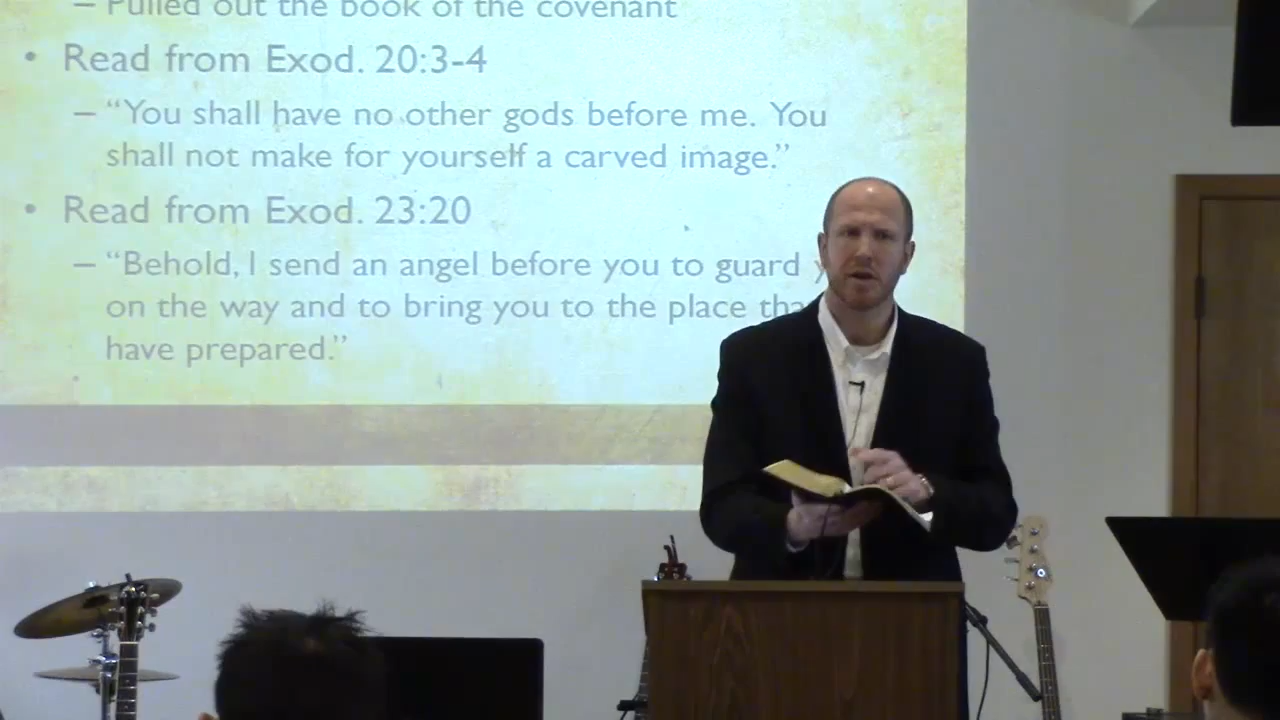 – Pulled out the book of the covenant
• Read from Exod. 20:3-4
– “You shall have no other gods before me. You
shall not make for yourself a carved image.”
• Read from Exod. 23:20
– “Behold, I send an angel before you to guard
on the way and to bring you to the place
have prepared.”